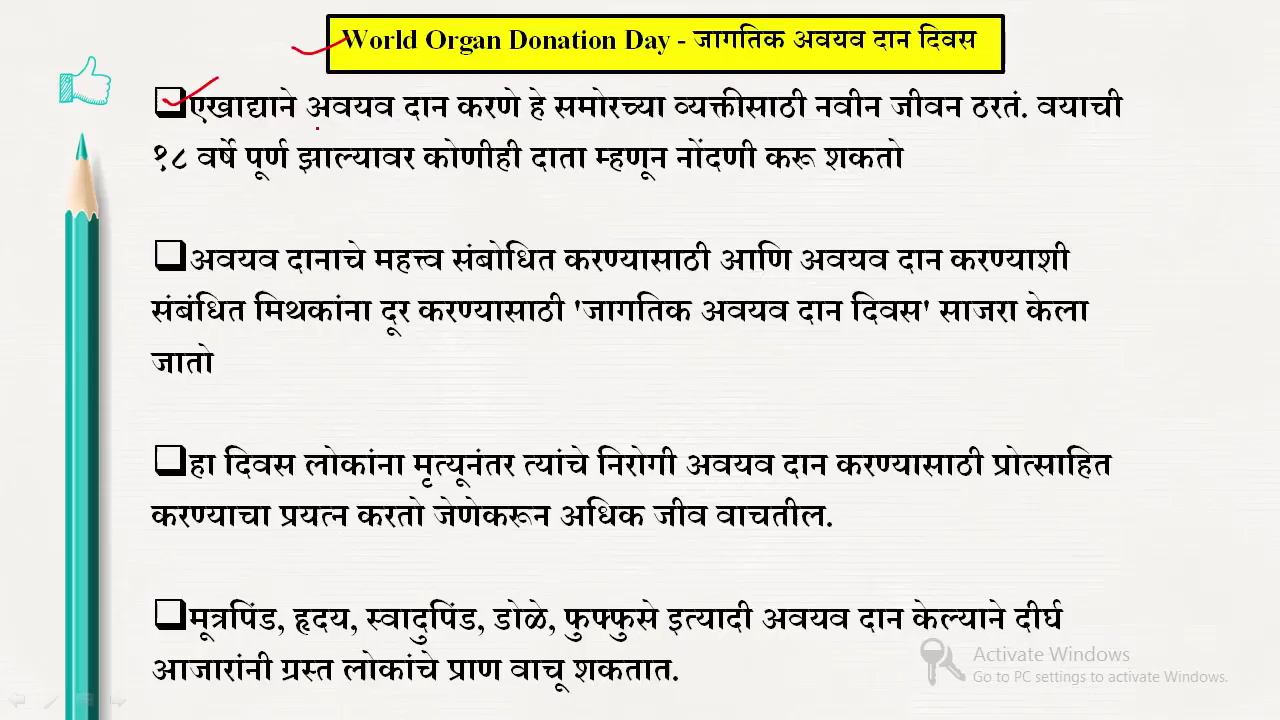 World Organ Donation Day - जागतिक अवयव दान दिवस
एखाद्याने अवयव दान करणे हे समोरच्या व्यक्तीसाठी नवीन जीवन ठरतं. वयाची
१८ वर्षे पूर्ण झाल्यावर कोणीही दाता म्हणून नोंदणी करू शकतो
अवयव दानाचे महत्त्व संबोधित करण्यासाठी आणि अवयव दान करण्याशी
संबंधित मिथकांना दूर करण्यासाठी 'जागतिक अवयव दान दिवस' साजरा केला
जातो
हा दिवस लोकांना मृत्यूनंतर त्यांचे निरोगी अवयव दान करण्यासाठी प्रोत्साहित
करण्याचा प्रयत्न करतो जेणेकरून अधिक जीव वाचतील.
मूत्रपिंड, हृदय, स्वादुपिंड, डोळे, फुफ्फुसे इत्यादी अवयव दान केल्याने दीर्घ
आजारांनी ग्रस्त लोकांचे प्राण वाचू शकतात.
Activate Windows
Go to PC settings to activate Windows.